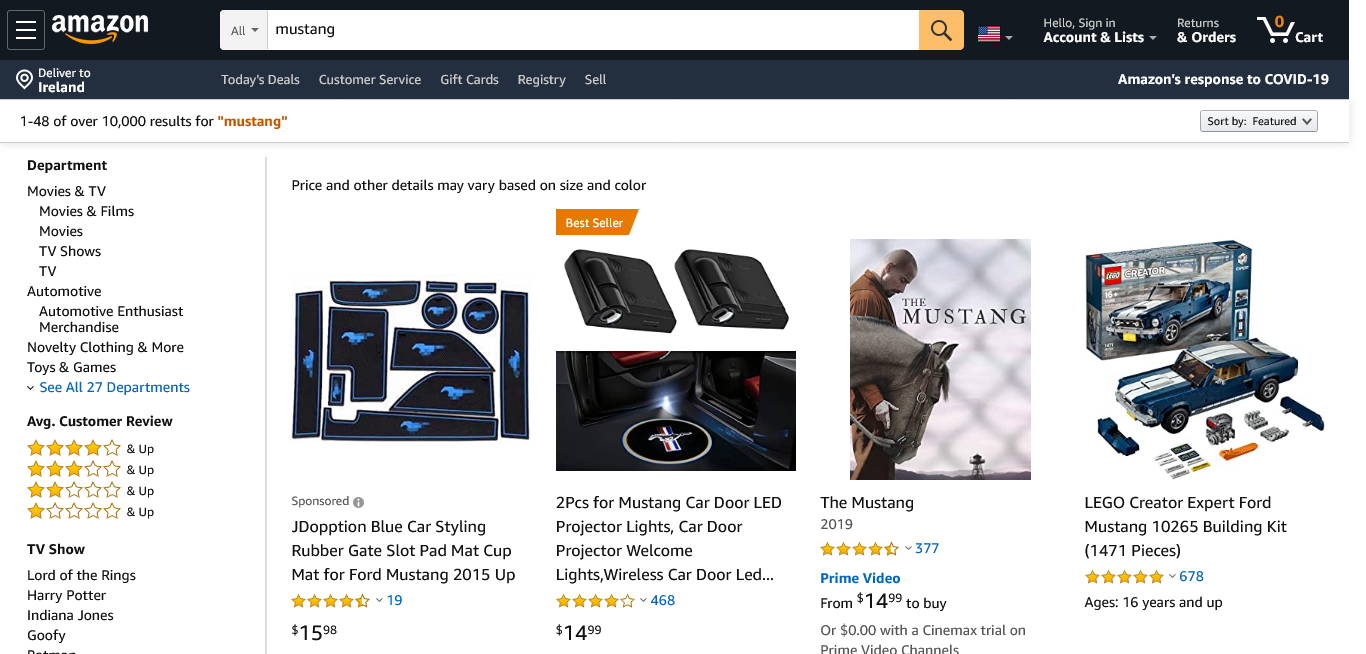 amazon
All
mustang
Hello, Sign in
Account & Lists
Returns
& Orders
0
Cart
Deliver to
Ireland
Today's Deals
Customer Service
Gift Cards
Registry
Sell
Amazon's response to COVID-19
1-48 of over 10,000 results for "mustang"
Sort by: Featured
Department
Movies & TV
Movies & Films
Movies
TV Shows
TV
Automotive
Automotive Enthusiast
Merchandise
Novelty Clothing & More
Toys & Games
See All 27 Departments
Avg. Customer Review
& Up
& Up
& Up
& Up
TV Show
Lord of the Rings
Harry Potter
Indiana Jones
Goofy
Batman
Price and other details may vary based on size and color
Sponsored
JDopption Blue Car Styling
Rubber Gate Slot Pad Mat Cup
Mat for Ford Mustang 2015 Up
19
$1598
Best Seller
2Pcs for Mustang Car Door LED
Projector Lights, Car Door
Projector Welcome
Lights,Wireless Car Door Led...
468
$14.99
THE
MUSTANG
The Mustang
2019
377
Prime Video
From $14.99 to buy
Or $0.00 with a Cinemax trial on
Prime Video Channels
LEGO
CREATOR
EXPERT
16+
LEGO Creator Expert Ford
Mustang 10265 Building Kit
(1471 Pieces)
678
Ages: 16 years and up